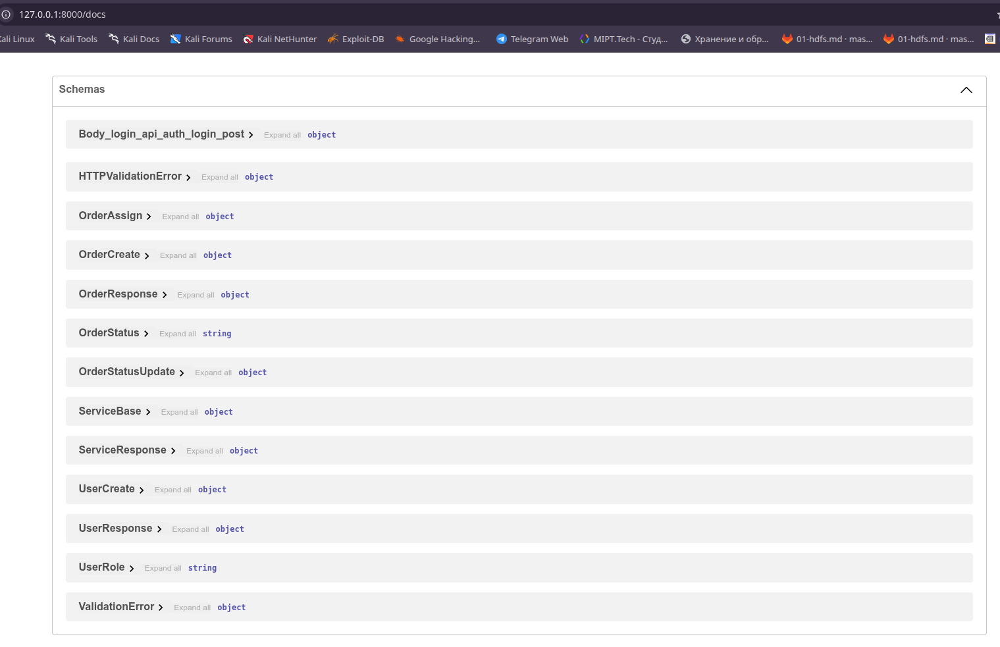 127.0.0.1:8000/docs
Kali Linux Kali Tools Kali Docs Kali Forums Kali NetHunter Exploit-DB Google Hacking... Telegram Web MIPT.Tech - Студ... Хранение и обр... 01-hdfs.md · mas... 01-hdfs.md · mas...
Schemas
Body_login_api_auth_login_post Expand all object
HTTPValidationError Expand all object
OrderAssign Expand all object
OrderCreate Expand all object
OrderResponse Expand all object
OrderStatus Expand all string
OrderStatusUpdate Expand all object
ServiceBase Expand all object
ServiceResponse Expand all object
UserCreate Expand all object
UserResponse Expand all object
UserRole Expand all string
ValidationError Expand all object